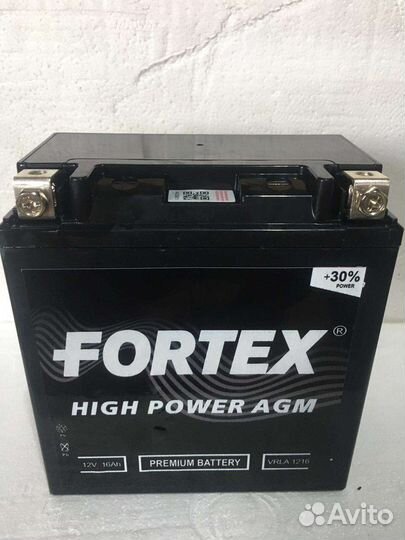 +30%
POWER
FORTEX®
HIGH POWER AGM
12V 16Ah PREMIUM BATTERY VRLA 1216
Avito